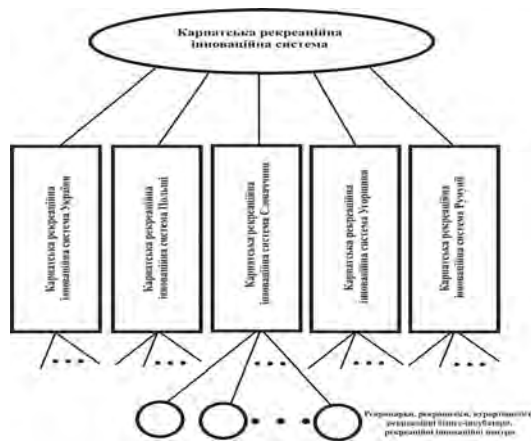 Карпатська рекреаційна
інноваційна система
Карпатська рекреаційна
інноваційна система України
Карпатська рекреаційна
інноваційна система Польщі
Карпатська рекреаційна
інноваційна система Словаччини
Карпатська рекреаційна
інноваційна система Угорщини
Карпатська рекреаційна
інноваційна система Румунії
рекреаційні бізнес-інкубатори,
рекреаційні інноваційні центри